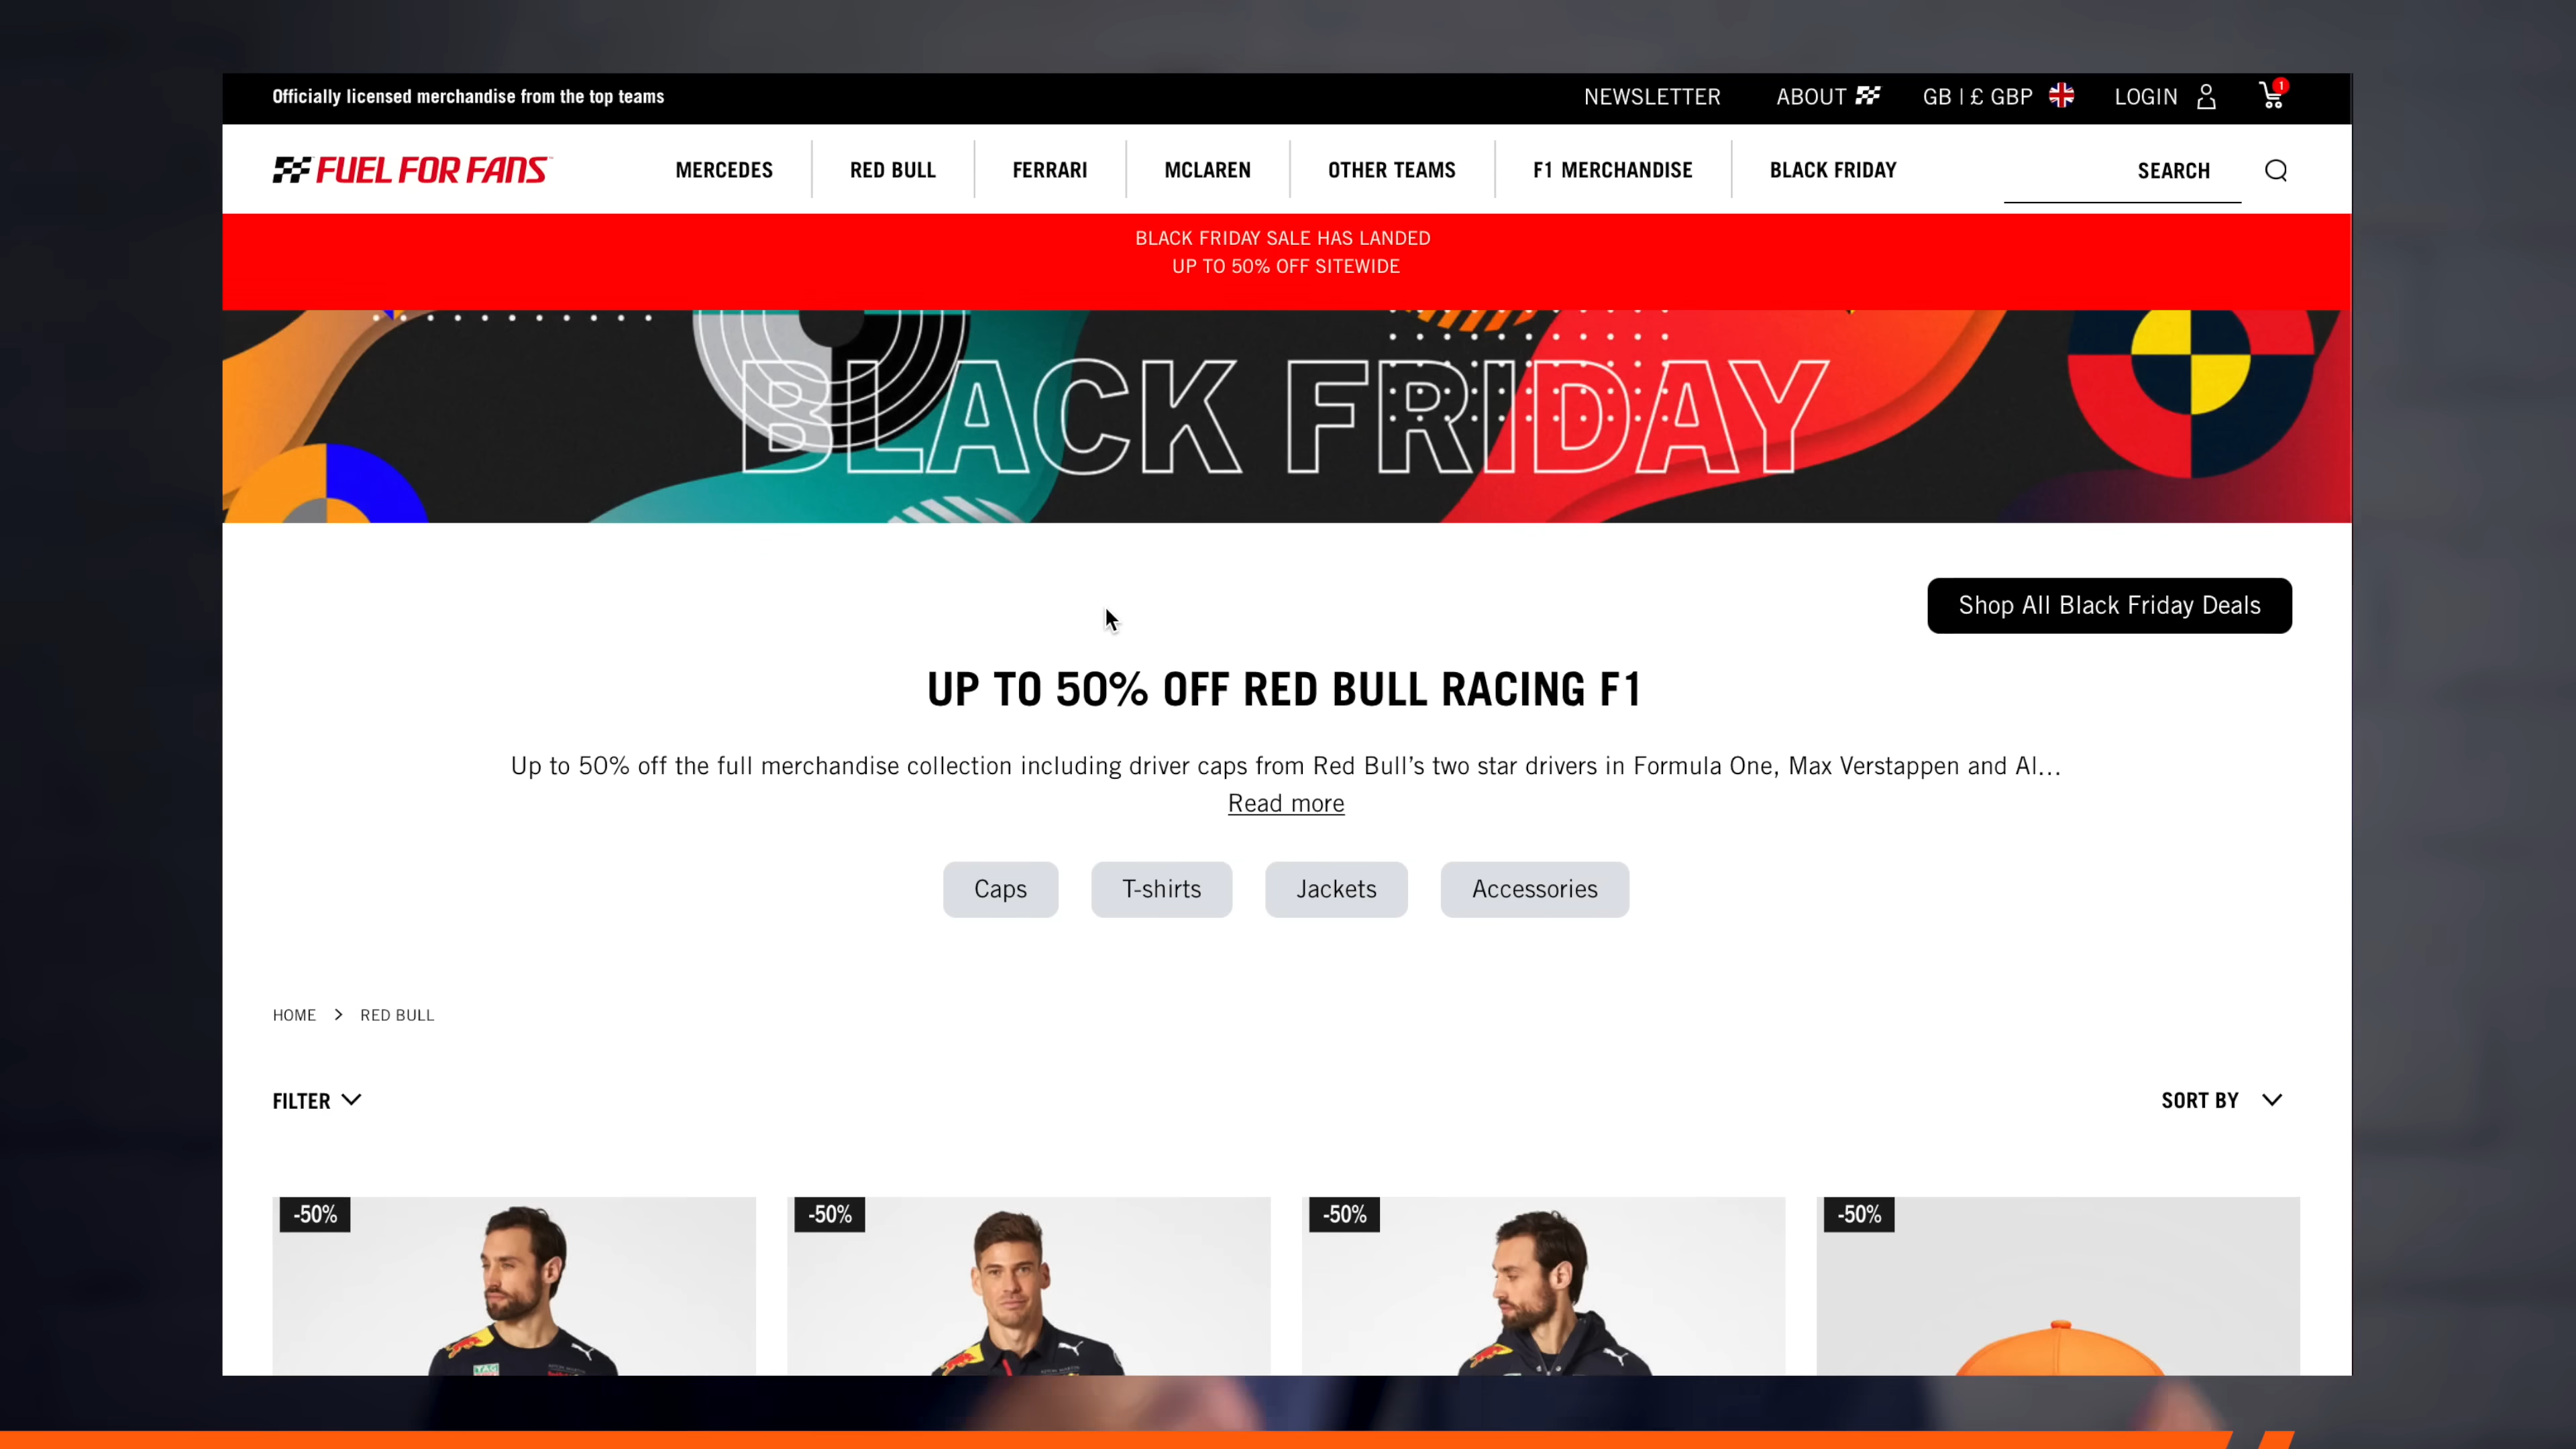 Officially licensed merchandise from the top teams
NEWSLETTER
ABOUT
GB | £ GBP
LOGIN
1
FUEL FOR FANS
MERCEDES
RED BULL
FERRARI
MCLAREN
OTHER TEAMS
F1 MERCHANDISE
BLACK FRIDAY
SEARCH
BLACK FRIDAY SALE HAS LANDED
UP TO 50% OFF SITEWIDE
BLACK FRIDAY
Shop All Black Friday Deals
UP TO 50% OFF RED BULL RACING F1
Up to 50% off the full merchandise collection including driver caps from Red Bull's two star drivers in Formula One, Max Verstappen and Al...
Read more
Caps
T-shirts
Jackets
Accessories
HOME > RED BULL
FILTER
SORT BY
-50%
-50%
-50%
-50%
TAG